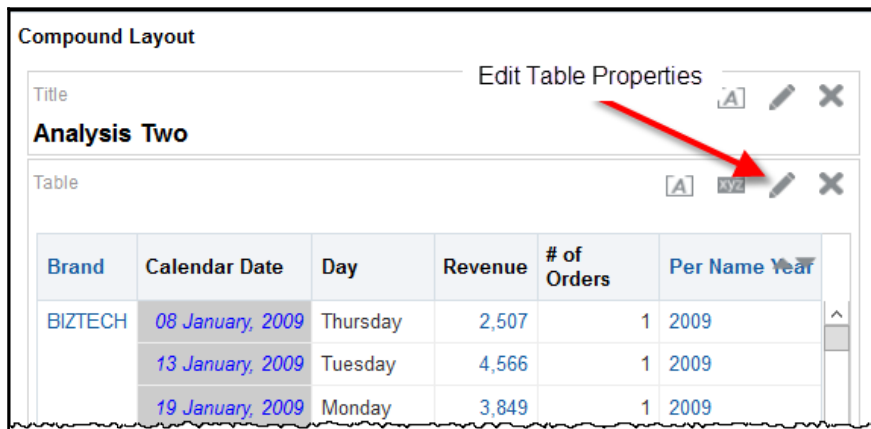 Compound Layout
Edit Table Properties
Title
[A]
Analysis Two
Table
[A] xyz
Brand Calendar Date Day Revenue # of Orders Per Name Year
BIZTECH 08 January, 2009 Thursday 2,507 1 2009
13 January, 2009 Tuesday 4,566 1 2009
19 January, 2009 Monday 3,849 1 2009